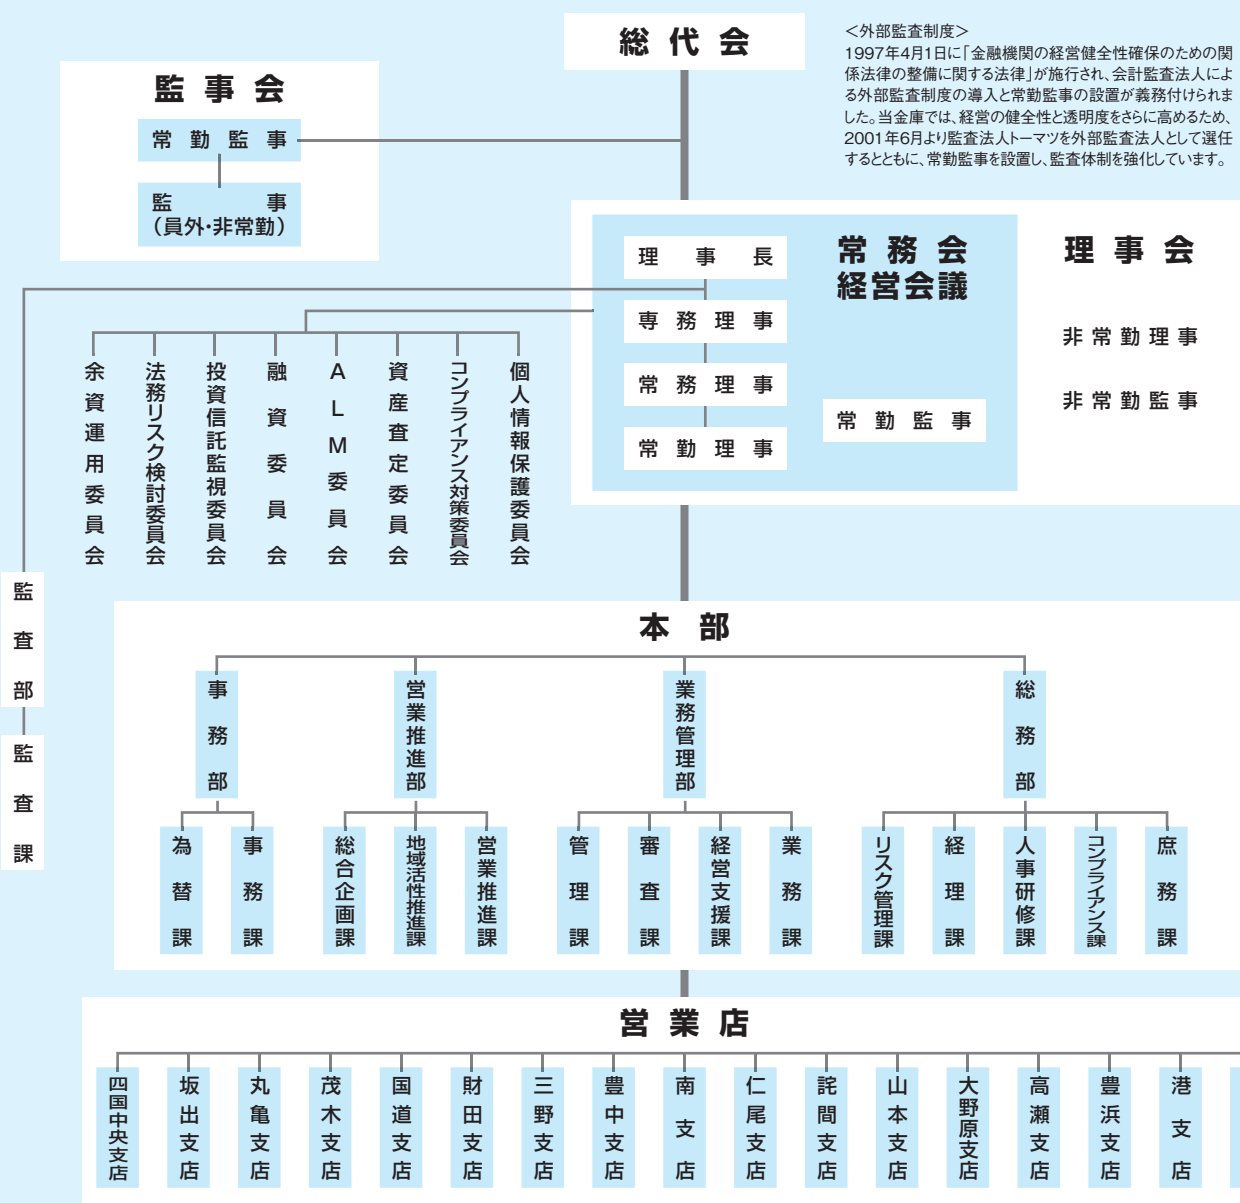 総代会
＜外部監査制度＞
1997年4月1日に「金融機関の経営健全性確保のための関
係法律の整備に関する法律」が施行され、会計監査法人によ
る外部監査制度の導入と常勤監事の設置が義務付けられま
した。当金庫では、経営の健全性と透明度をさらに高めるため、
2001年6月より監査法人トーマツを外部監査法人として選任
するとともに、常勤監事を設置し、監査体制を強化しています。
監事会
常勤監事
監事
（員外・非常勤）
理事長
専務理事
常務理事
常勤理事
常務会
経営会議
常勤監事
理事会
非常勤理事
非常勤監事
余資運用委員会
法務リスク検討委員会
投資信託監視委員会
融資委員会
ALM委員会
資産査定委員会
コンプライアンス対策委員会
個人情報保護委員会
監査部
監査課
本部
事務部
営業推進部
業務管理部
総務部
為替課
事務課
総合企画課
地域活性推進課
営業推進課
管理課
審査課
経営支援課
業務課
リスク管理課
経理課
人事研修課
コンプライアンス課
庶務課
営業店
四国中央支店
坂出支店
丸亀支店
茂木支店
国道支店
財田支店
三野支店
豊中支店
南支店
仁尾支店
詫間支店
山本支店
大野原支店
高瀬支店
豊浜支店
港支店